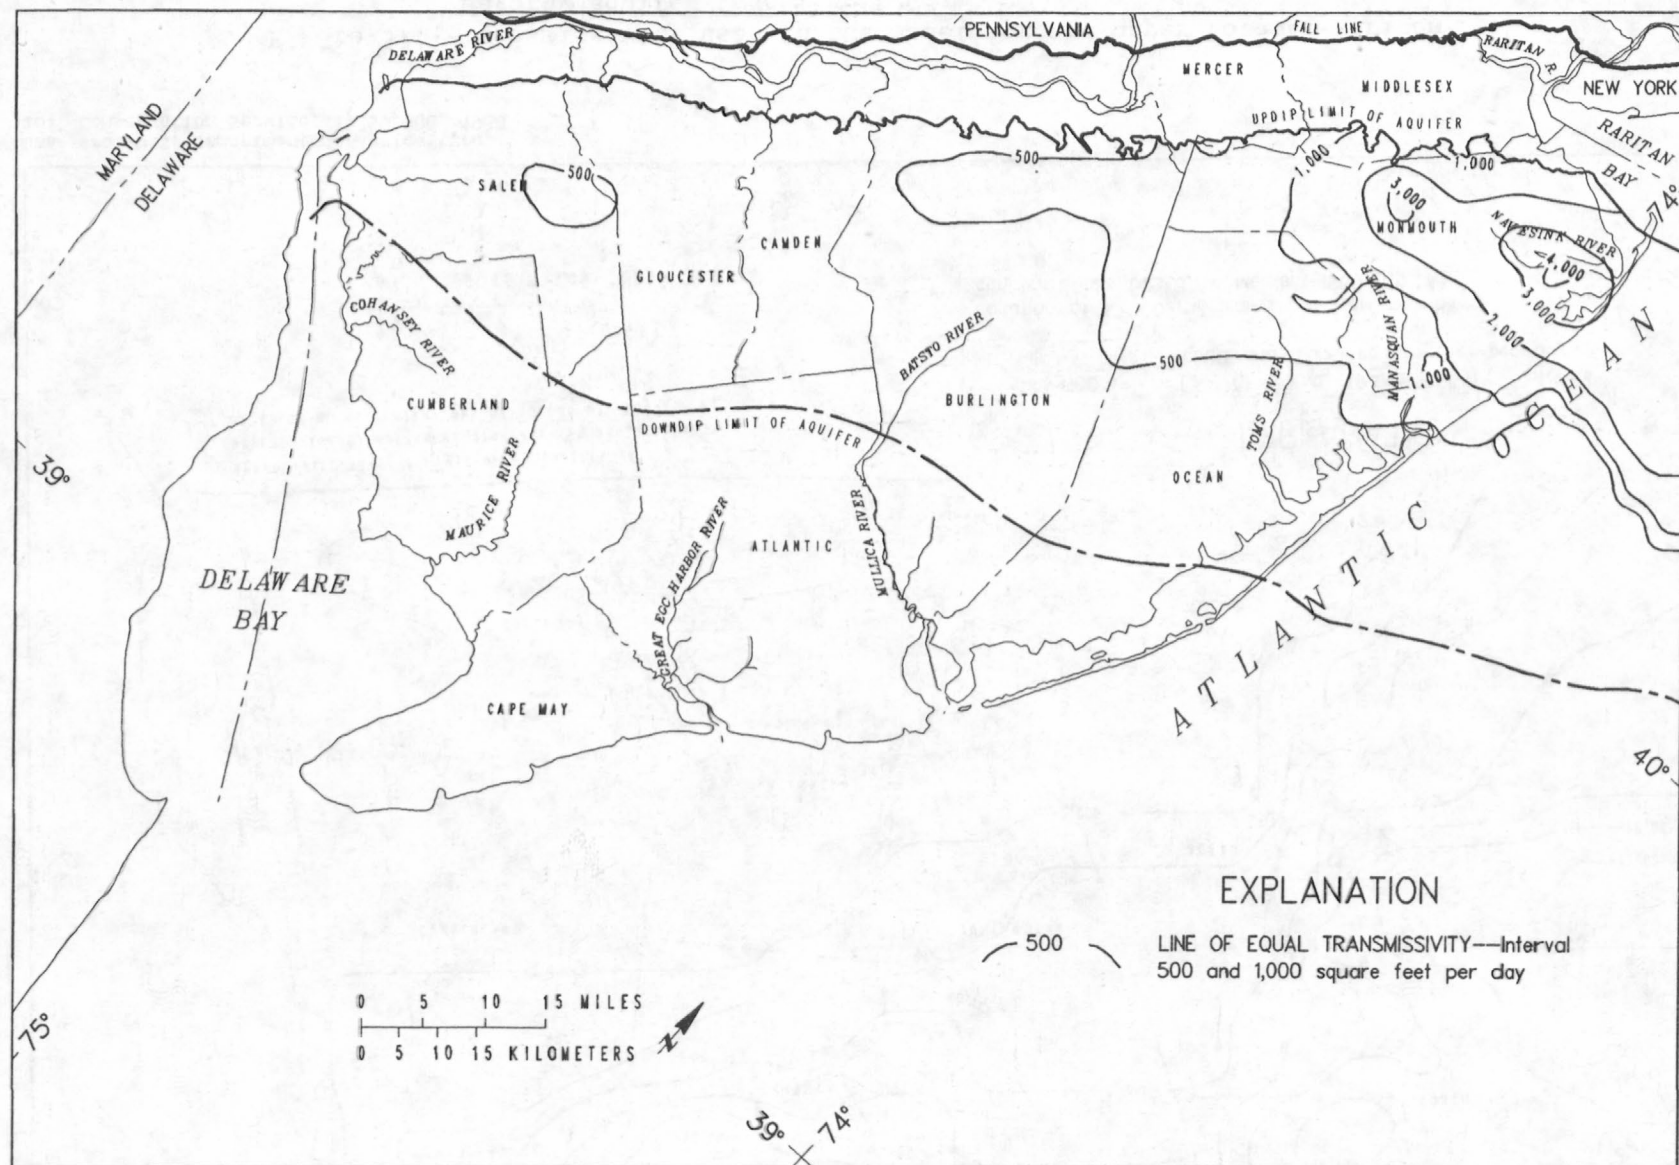 PENNSYLVANIA
FALL LINE
DELAWARE RIVER
RARITAN R
MERCER
MIDDLESEX
NEW YORK
UPDIP LIMIT OF AQUIFER
RARITAN
BAY
MARYLAND
DELAWARE
500
1,000
1,000
74°
SALEM
500
3,000
MONMOUTH
NAVESINK RIVER
CAMDEN
GLOUCESTER
4,000
3,000
COHANSEY RIVER
BATSTO RIVER
MANASQUAN RIVER
2,000
500
1,000
CUMBERLAND
BURLINGTON
TOMS RIVER
DOWNDIP LIMIT OF AQUIFER
39°
MAURICE RIVER
OCEAN
ATLANTIC OCEAN
GREAT EGG HARBOR RIVER
ATLANTIC
MULLICA RIVER
DELAWARE
BAY
CAPE MAY
40°
EXPLANATION
500
LINE OF EQUAL TRANSMISSIVITY--Interval
500 and 1,000 square feet per day
0 5 10 15 MILES
0 5 10 15 KILOMETERS
N
75°
39° 74°